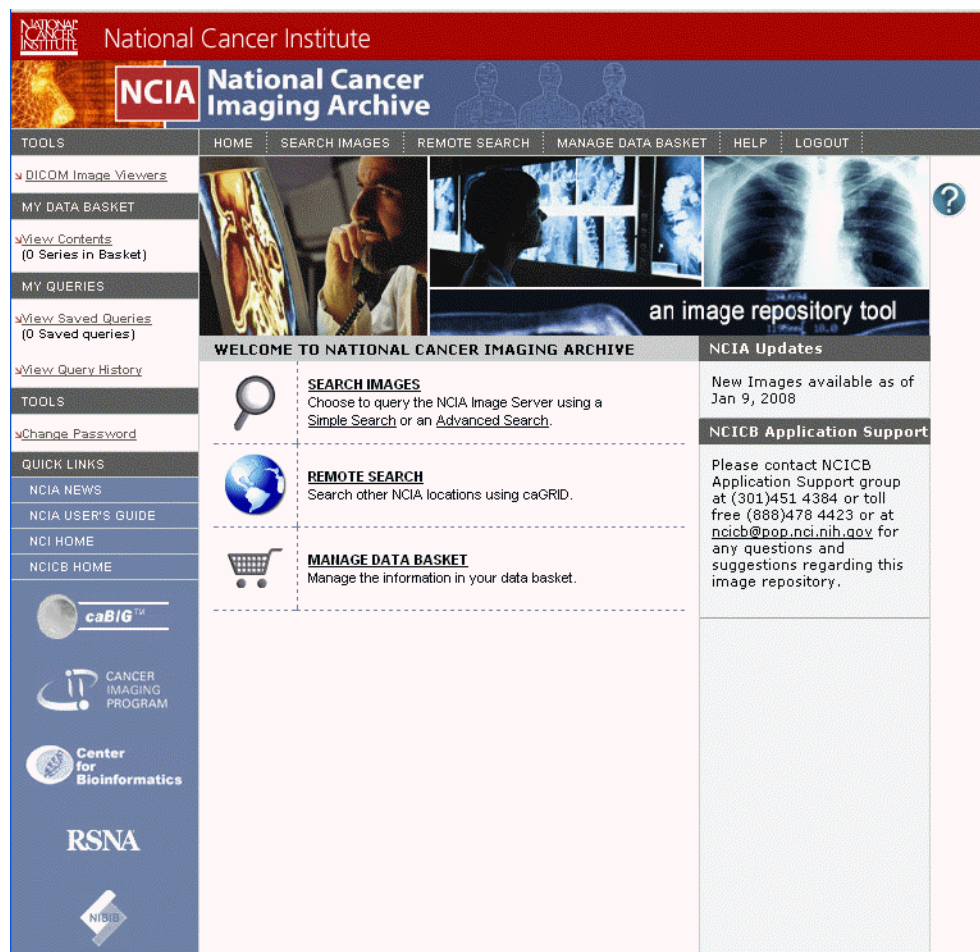 NATIONAL
CANCER
INSTITUTE
National Cancer Institute
NCIA
National Cancer
Imaging Archive
TOOLS
HOME
SEARCH IMAGES
REMOTE SEARCH
MANAGE DATA BASKET
HELP
LOGOUT
DICOM Image Viewers
MY DATA BASKET
View Contents
(0 Series in Basket)
MY QUERIES
View Saved Queries
(0 Saved queries)
View Query History
TOOLS
Change Password
QUICK LINKS
NCIA NEWS
NCIA USER'S GUIDE
NCI HOME
NCICB HOME
caBIG™
CANCER
IMAGING
PROGRAM
Center
for
Bioinformatics
RSNA
NIBIB
?
an image repository tool
WELCOME TO NATIONAL CANCER IMAGING ARCHIVE
SEARCH IMAGES
Choose to query the NCIA Image Server using a
Simple Search or an Advanced Search.
REMOTE SEARCH
Search other NCIA locations using caGRID.
MANAGE DATA BASKET
Manage the information in your data basket.
NCIA Updates
New Images available as of
Jan 9, 2008
NCICB Application Support
Please contact NCICB
Application Support group
at (301)451 4384 or toll
free (888)478 4423 or at
ncicb@pop.nci.nih.gov for
any questions and
suggestions regarding this
image repository.